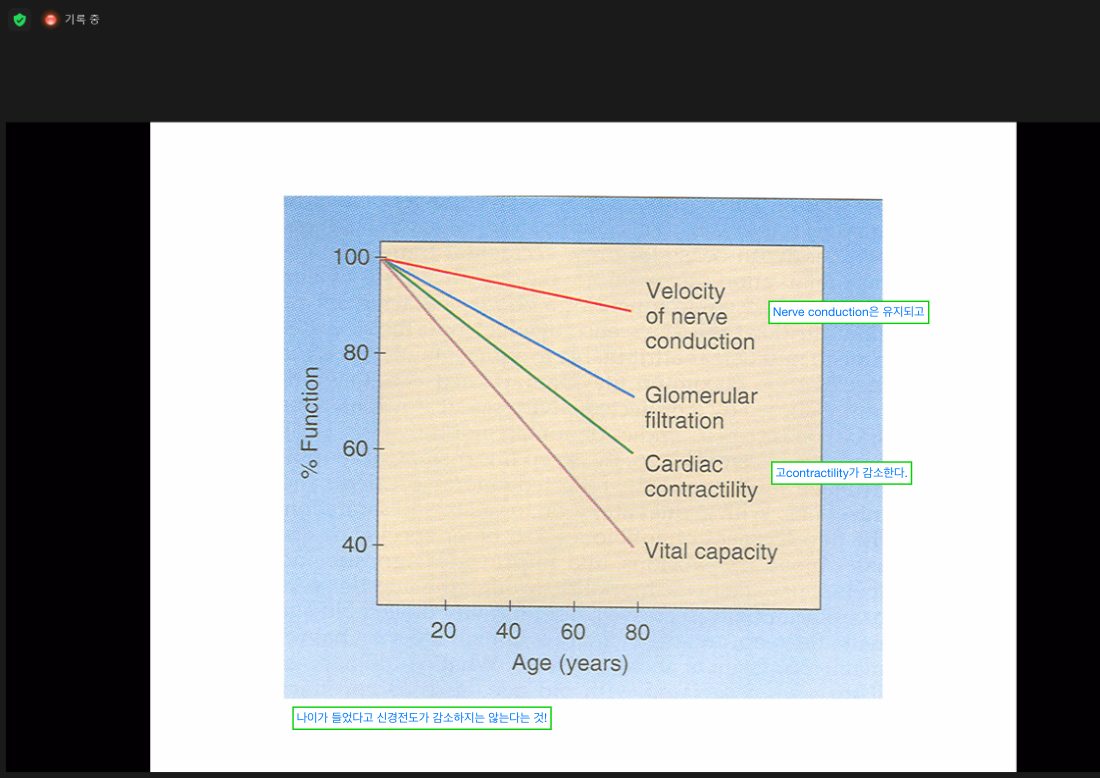 기록 중
100
80
60
40
% Function
Velocity
of nerve
conduction
Nerve conduction은 유지되고
Glomerular
filtration
Cardiac
contractility
고contractility가 감소한다.
Vital capacity
20 40 60 80
Age (years)
나이가 들었다고 신경전도가 감소하지는 않는다는 것!